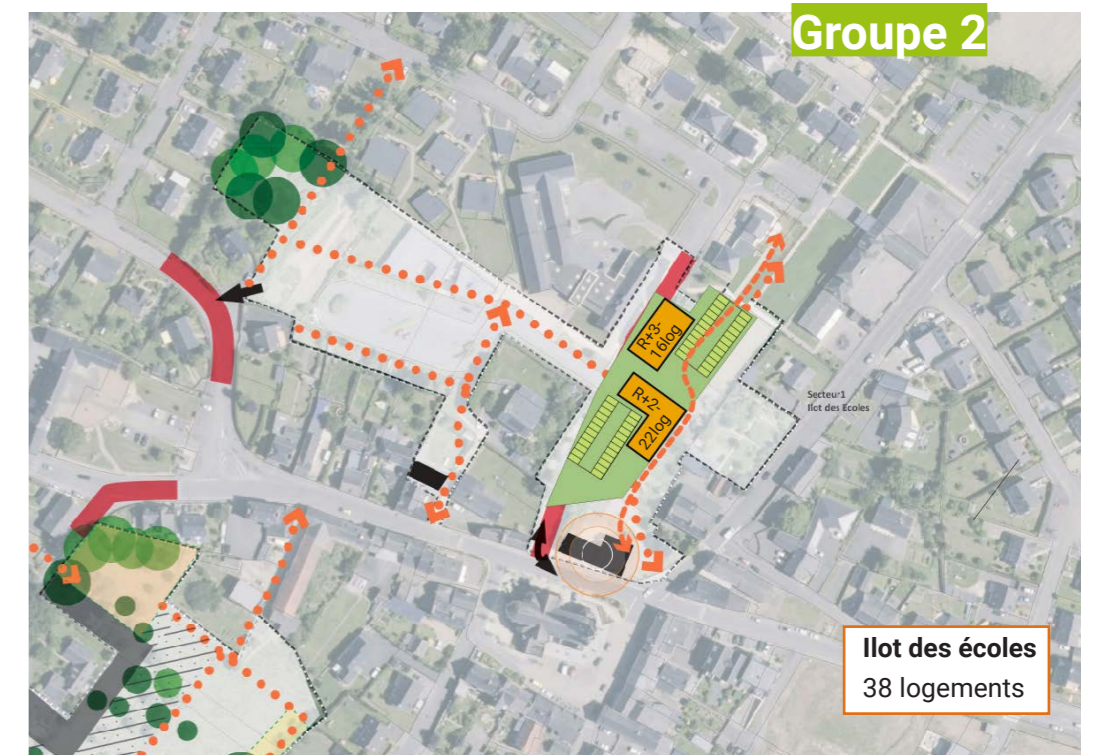 Groupe 2
R+3-
16log
R+2-
22log
Secteur1
Ilot des Ecoles
Ilot des écoles
38 logements